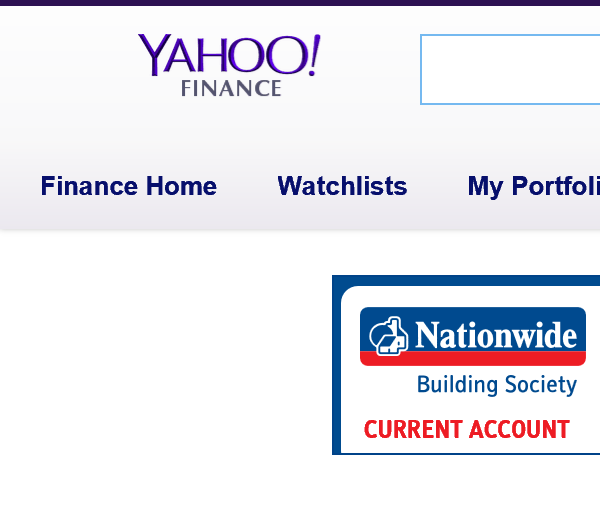 YAHOO!
FINANCE
Finance Home Watchlists
Nationwide
Building Society
CURRENT ACCOUNT